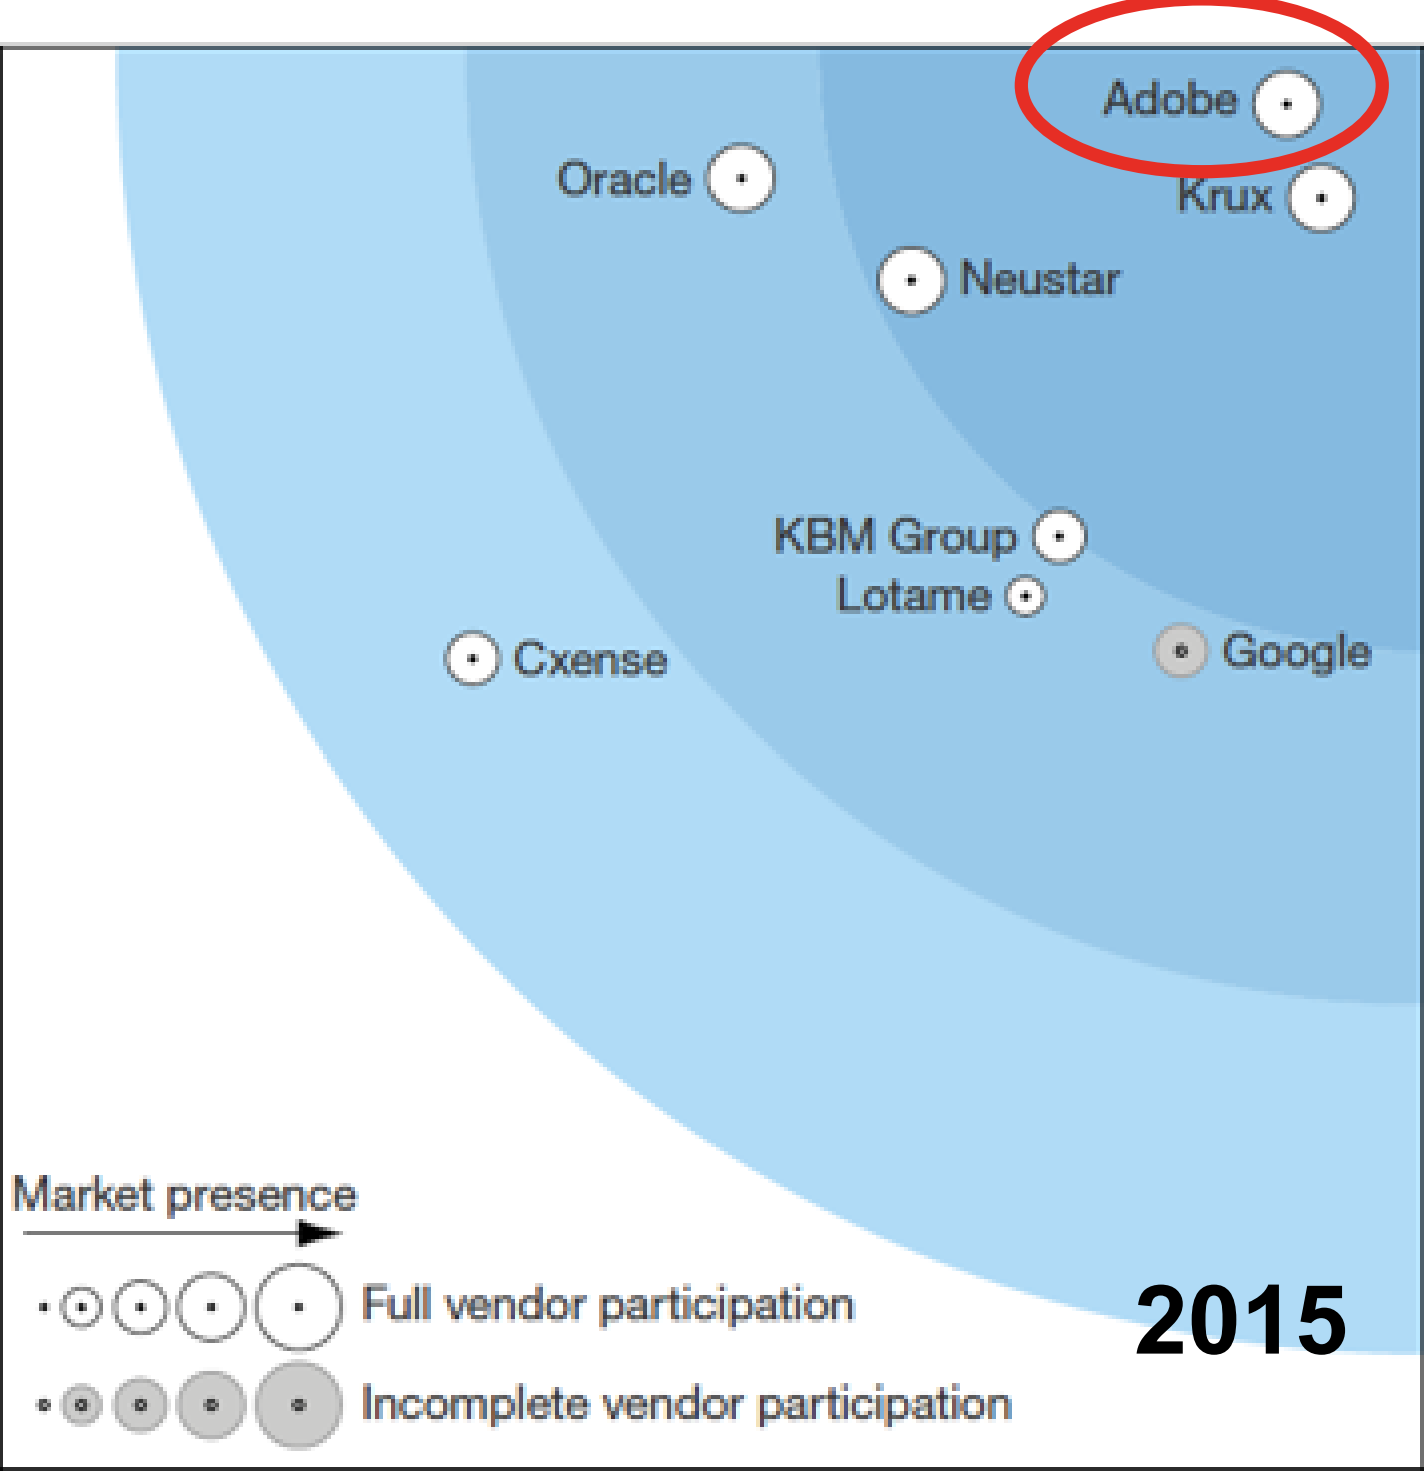 Adobe
Oracle
Krux
Neustar
KBM Group
Lotame
Google
Cxense
Market presence
Full vendor participation
2015
Incomplete vendor participation